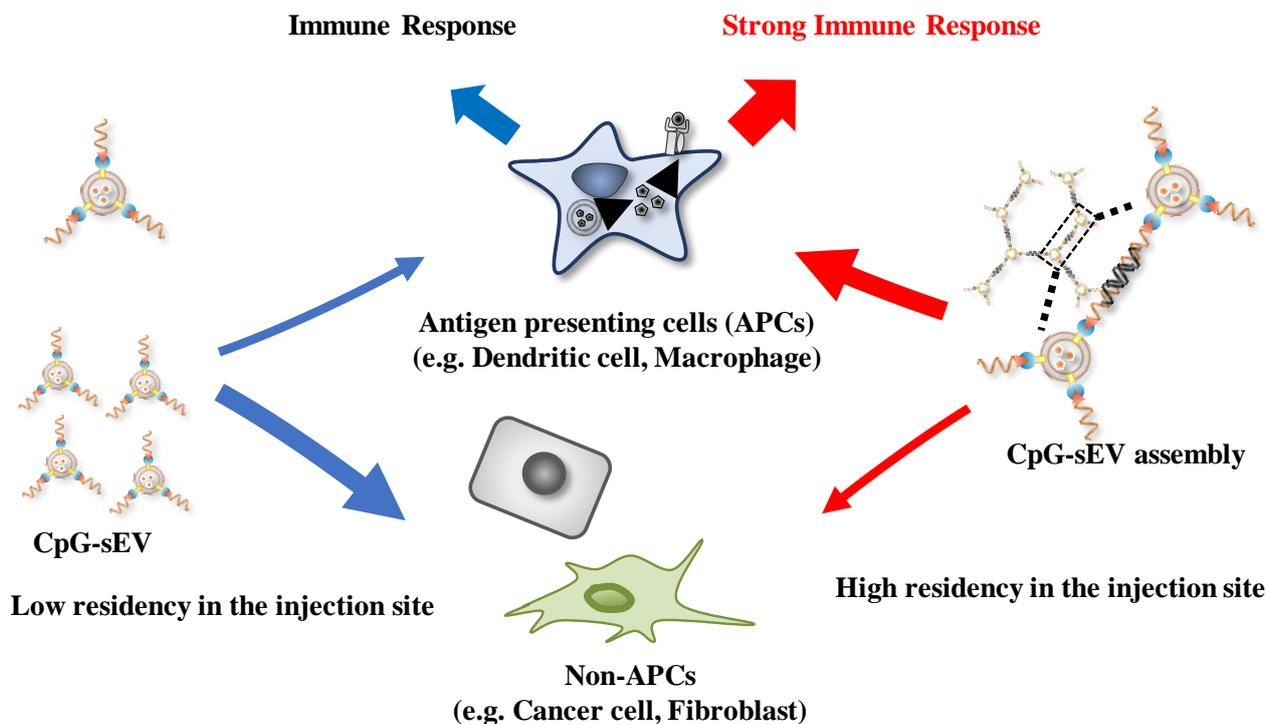 Immune Response
Strong Immune Response
Antigen presenting cells (APCs)
(e.g. Dendritic cell, Macrophage)
CpG-sEV assembly
CpG-sEV
Low residency in the injection site
High residency in the injection site
Non-APCs
(e.g. Cancer cell, Fibroblast)